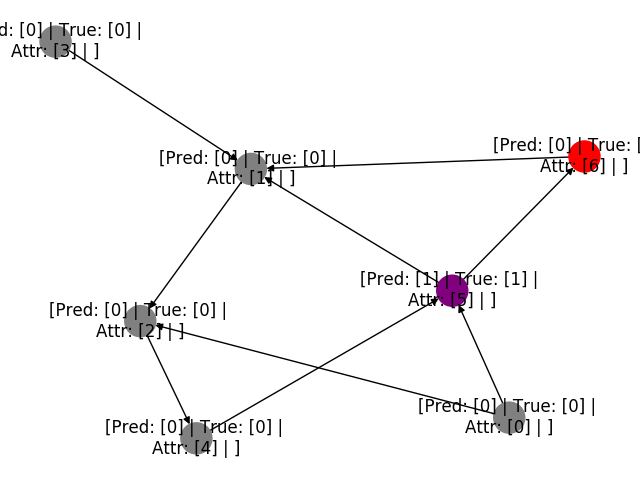 d: [0] | True: [0] |
Attr: [3] | ]
[Pred: [0] | True: [
Attr: [6] | ]
[Pred: [0] | True: [0] |
Attr: [1] | ]
[Pred: [1] | True: [1] |
Attr: [5] | ]
[Pred: [0] | True: [0] |
Attr: [2] | ]
[Pred: [0] | True: [0] |
Attr: [0] | ]
[Pred: [0] | True: [0] |
Attr: [4] | ]